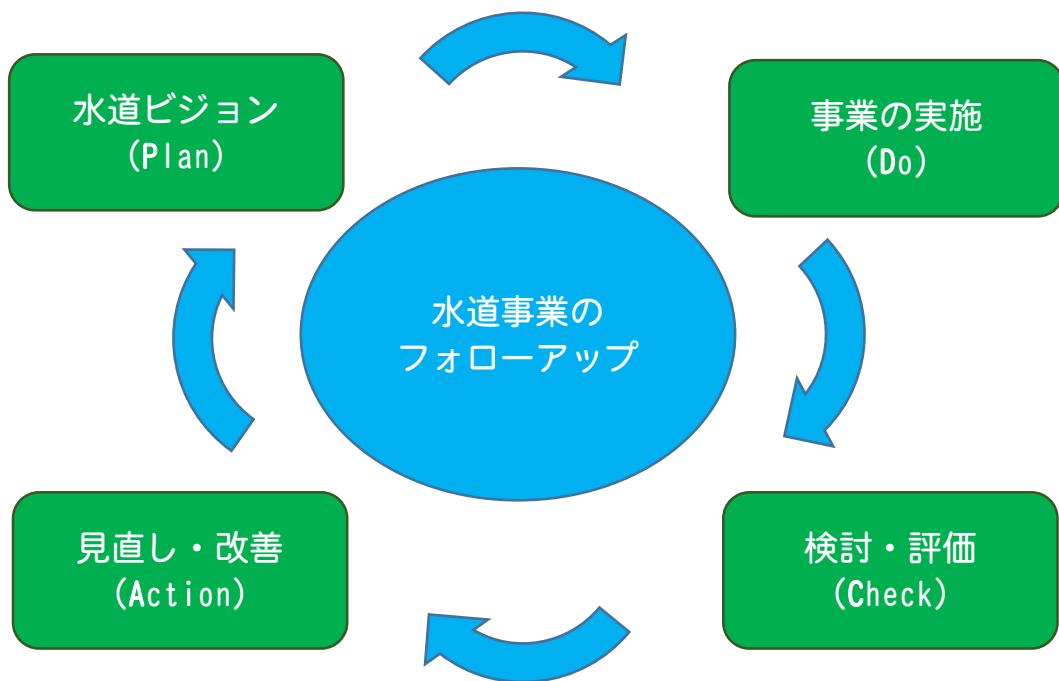 水道ビジョン
(Plan)
事業の実施
(Do)
水道事業の
フォローアップ
見直し・改善
(Action)
検討・評価
(Check)